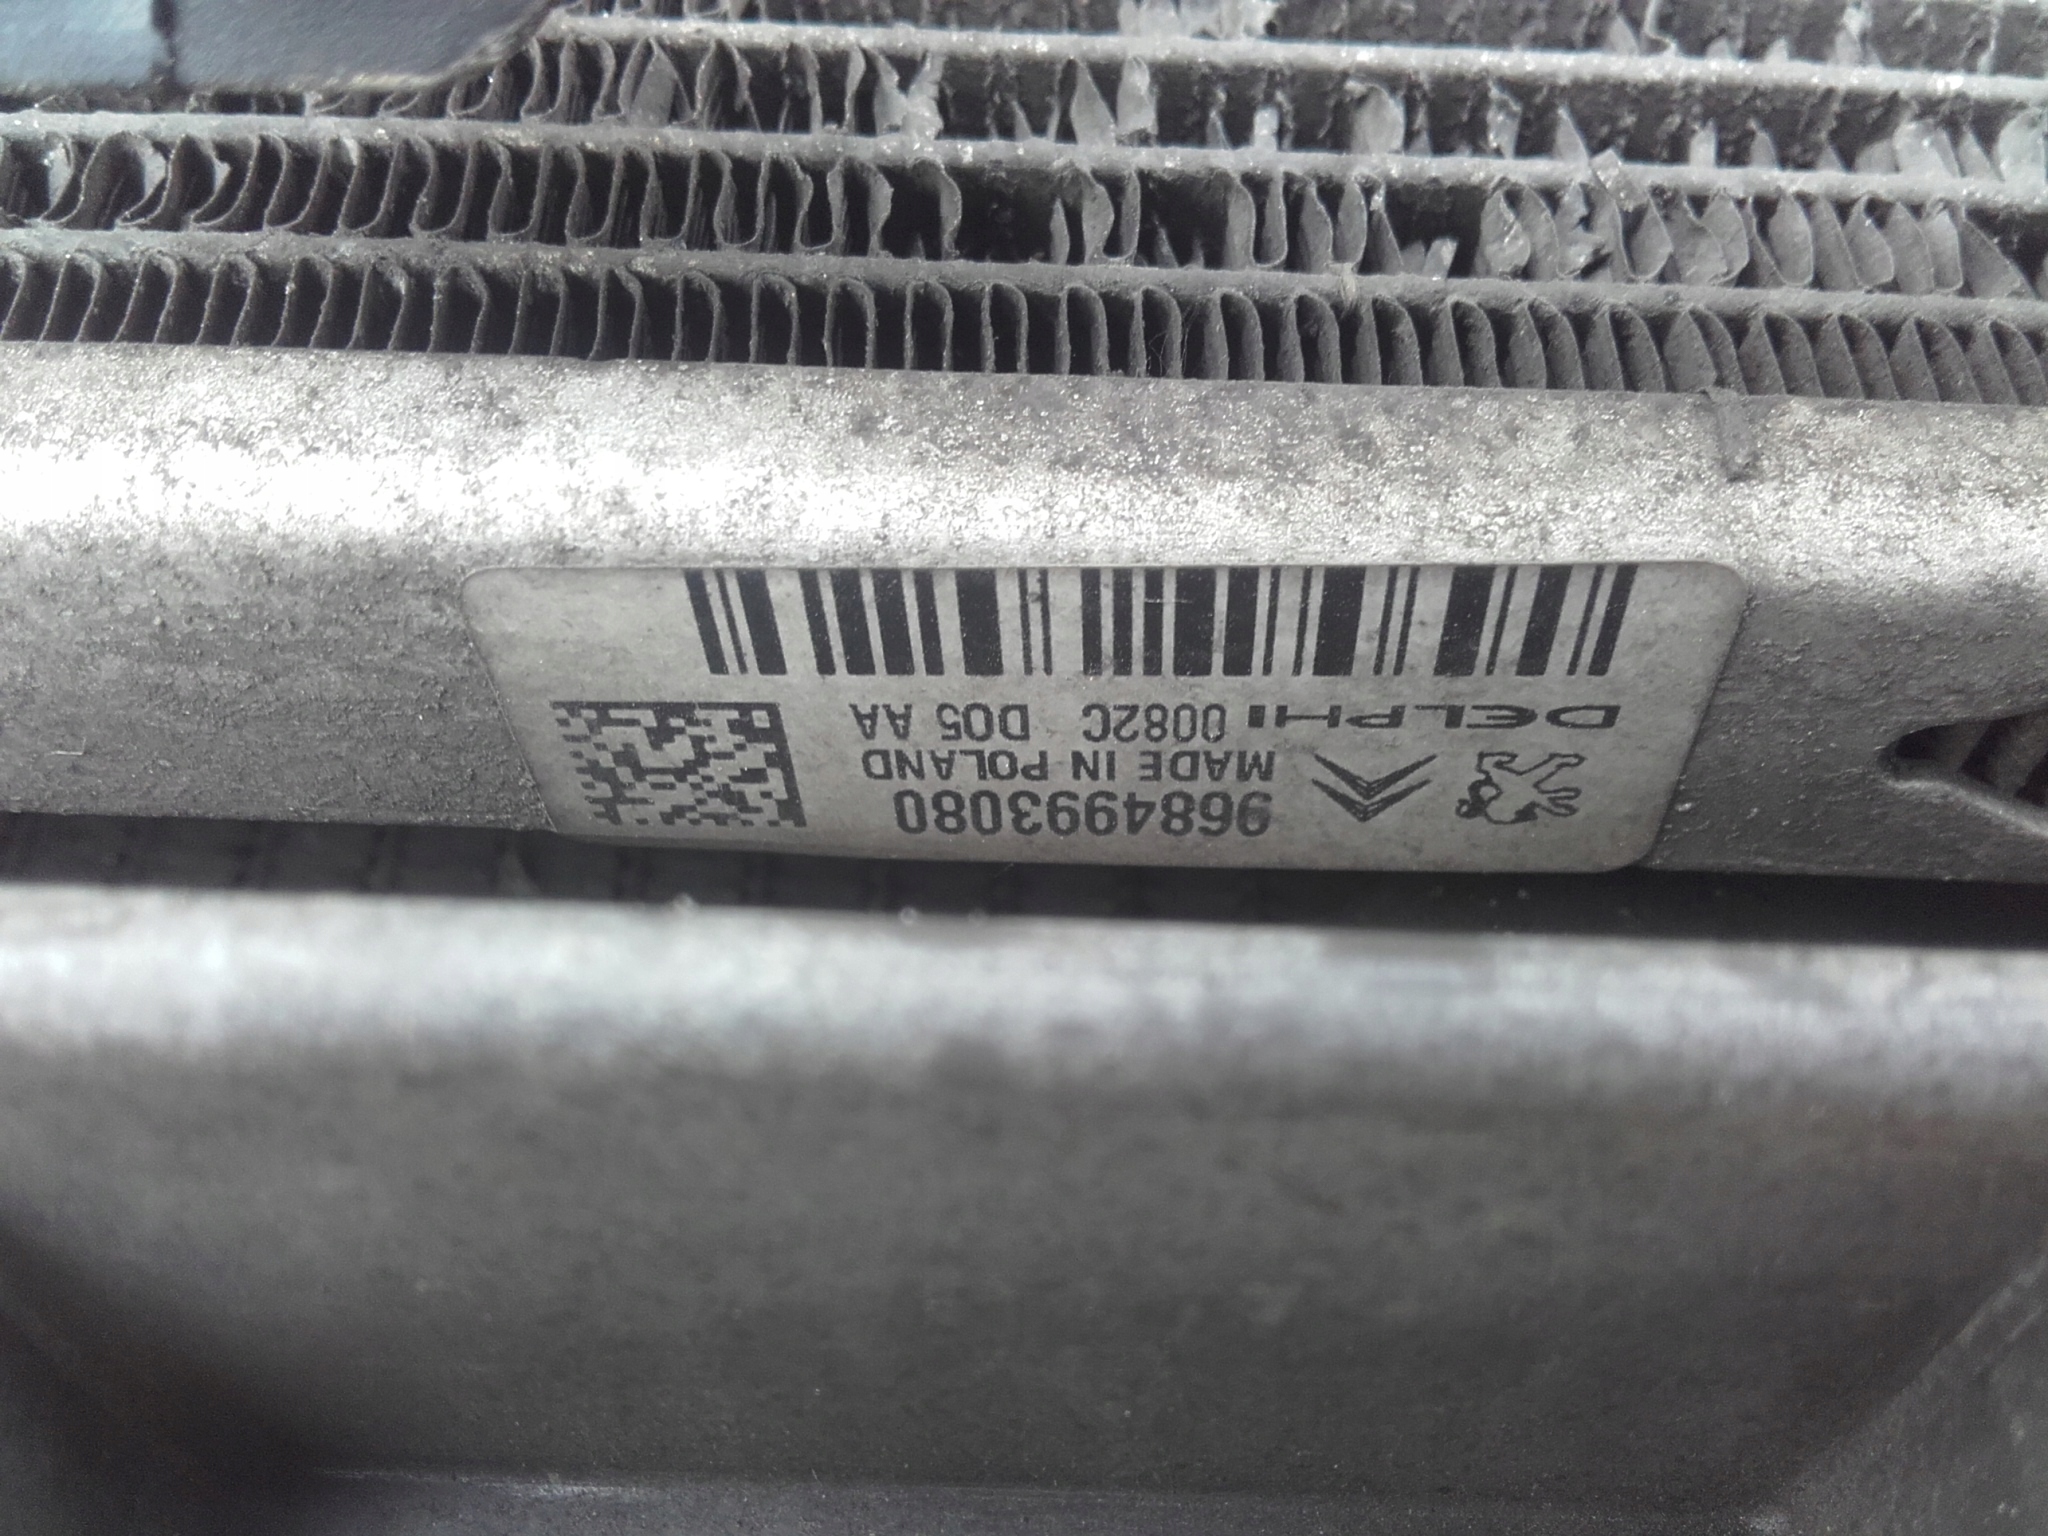 9684993080
MADE IN POLAND
DELPHI 0082C D05 AA